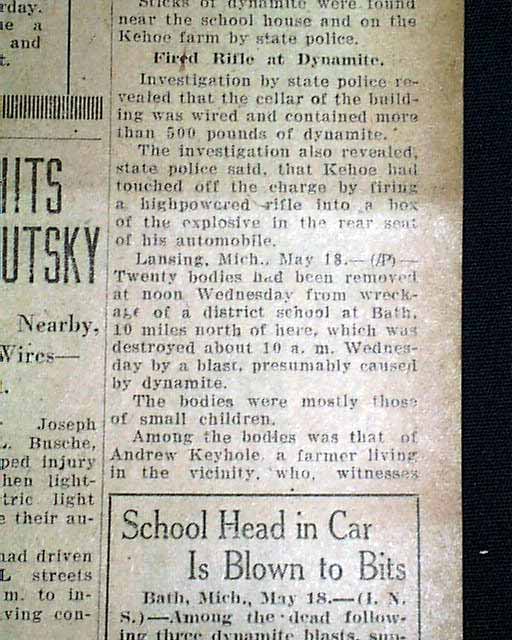 rday.
ue a
and
t.
HITS
UTSKY
Nearby,
Wires—
Joseph
L. Busche,
ped injury
hen light-
tric light
e their au-
had driven
L streets
m. to in-
ving con-
Sticks of dynamite were found
near the school house and on the
Kehoe farm by state police.
Fired Rifle at Dynamite.
Investigation by state police re-
vealed that the cellar of the build-
ing was wired and contained more
than 500 pounds of dynamite.
The investigation also revealed,
state police said, that Kehoe had
touched off the charge by firing
a highpowered rifle into a box
of the explosive in the rear seat
of his automobile.
Lansing, Mich., May 18.—(AP)—
Twenty bodies had been removed
at noon Wednesday from wreck-
age of a district school at Bath,
10 miles north of here, which was
destroyed about 10 a. m. Wednes-
day by a blast, presumably caused
by dynamite.
The bodies were mostly those
of small children.
Among the bodies was that of
Andrew Keyhole, a farmer living
in the vicinity, who, witnesses
School Head in Car
Is Blown to Bits
Bath, Mich., May 18.—(I. N.
S.)—Among the dead follow-
ing three dynamite blasts, sup-